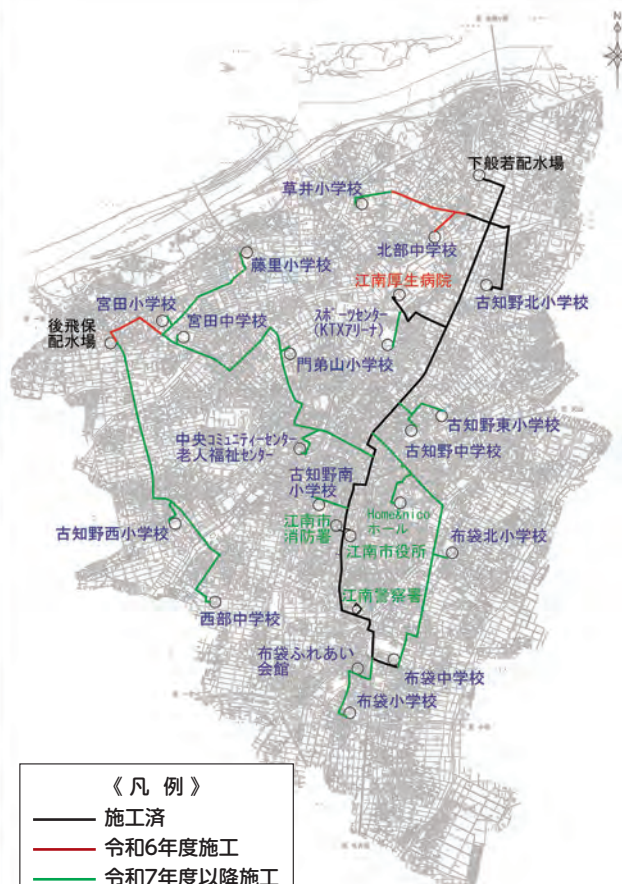 N
下般若配水場
草井小学校
北部中学校
藤里小学校
江南厚生病院
古知野北小学校
宮田小学校
スポーツセンター
(KTXアリーナ)
宮田中学校
後飛保
配水場
門弟山小学校
古知野東小学校
中央コミュニティーセンター
老人福祉センター
古知野中学校
古知野南
小学校
Home&nico
ホール
江南市
消防署
古知野西小学校
布袋北小学校
江南市役所
江南警察署
西部中学校
布袋ふれあい
会館
布袋中学校
布袋小学校
《凡 例》
施工済
令和6年度施工
令和7年度以降施工